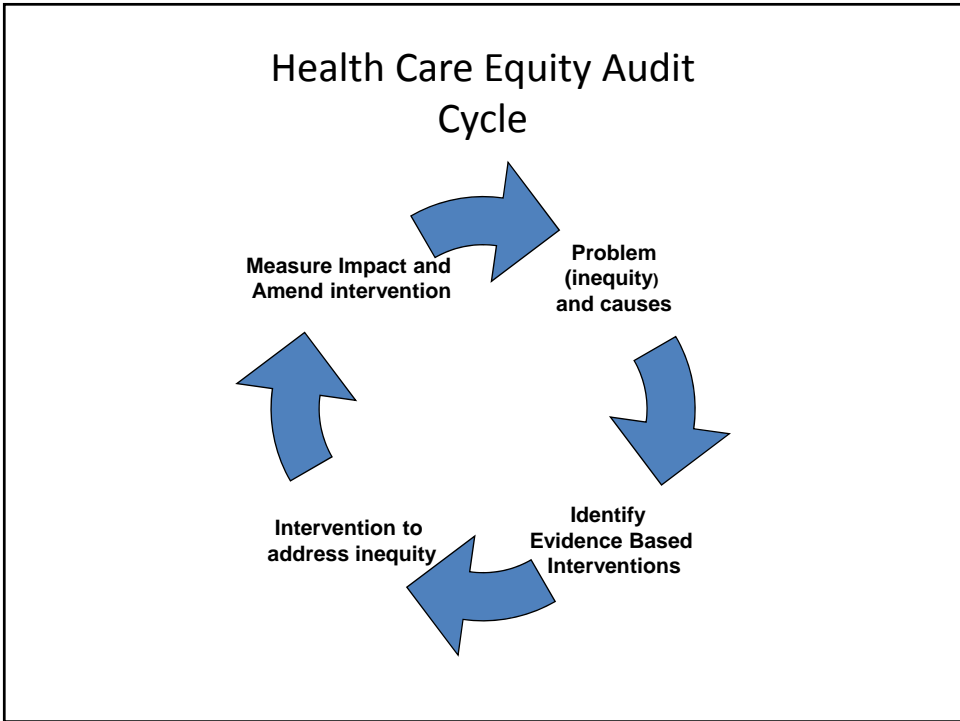 Health Care Equity Audit
Cycle
Problem
(inequity)
and causes
Identify
Evidence Based
Interventions
Intervention to
address inequity
Measure Impact and
Amend intervention